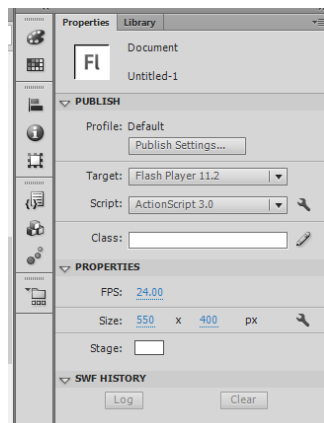 Properties Library
Fl
Document
Untitled-1
PUBLISH
Profile: Default
Publish Settings...
Target: Flash Player 11.2
Script: ActionScript 3.0
Class:
PROPERTIES
FPS: 24.00
Size: 550 x 400 px
Stage:
SWF HISTORY
Log Clear